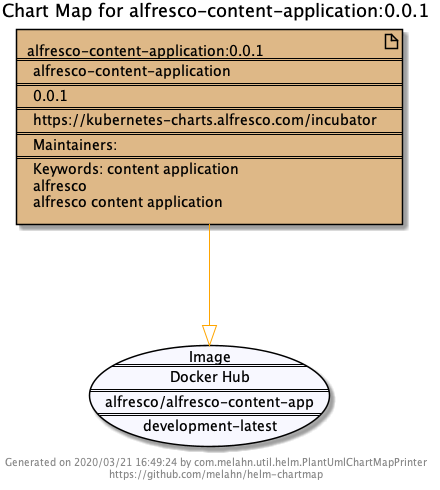 Chart Map for alfresco-content-application:0.0.1
alfresco-content-application:0.0.1
alfresco-content-application
0.0.1
https://kubernetes-charts.alfresco.com/incubator
Maintainers:
Keywords: content application
alfresco
alfresco content application
Image
Docker Hub
alfresco/alfresco-content-app
development-latest
Generated on 2020/03/21 16:49:24 by com.melahn.util.helm.PlantUmlChartMapPrinter
https://github.com/melahn/helm-chartmap